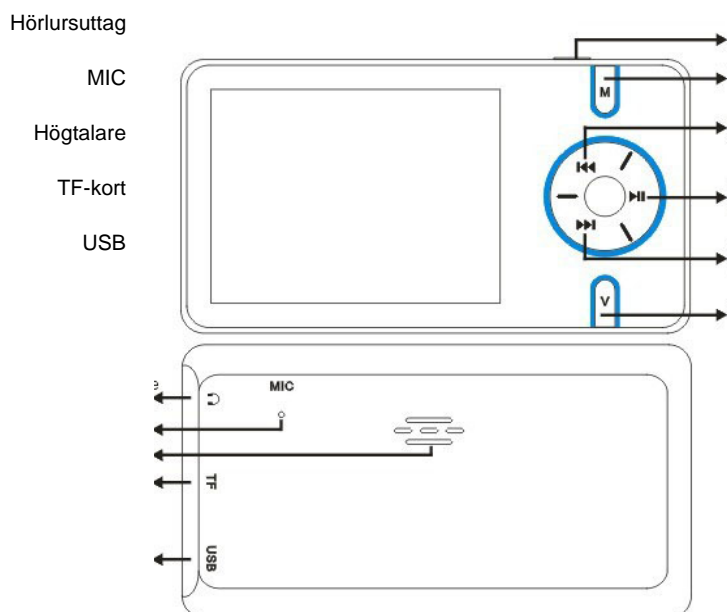 Hörlursuttag
MIC
Högtalare
TF-kort
USB
M
V
e
MIC
TF
USB